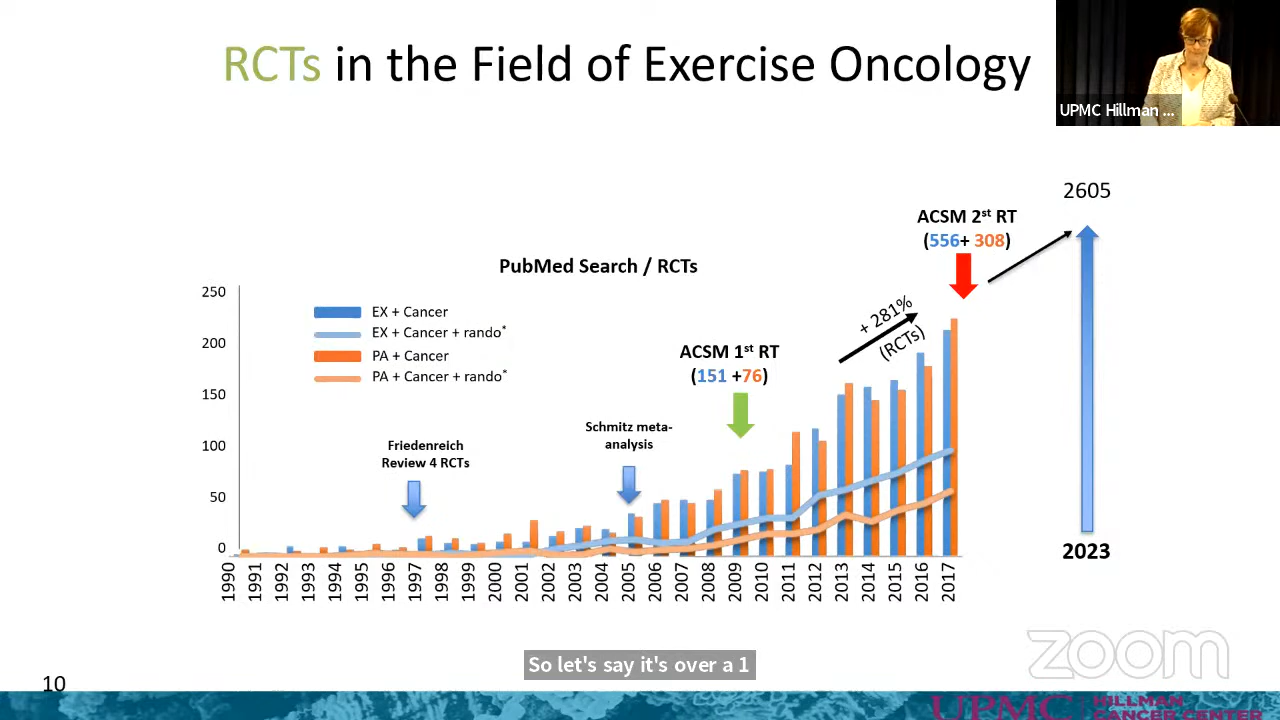 RCTs in the Field of Exercise Oncology
UPMC Hillman ...
2605
ACSM 2st RT
(556+ 308)
PubMed Search / RCTs
250
200
150
100
50
0
EX + Cancer
EX + Cancer + rando*
PA + Cancer
PA + Cancer + rando*
+ 281%
(RCTs)
ACSM 1st RT
(151 +76)
Schmitz meta-
analysis
Friedenreich
Review 4 RCTs
1990
1991
1992
1993
1994
1995
1996
1997
1998
1999
2000
2001
2002
2003
2004
2005
2006
2007
2008
2009
2010
2011
2012
2013
2014
2015
2016
2017
2023
zoom
So let's say it's over a 1
10
UPMC HILLMAN
CANCER CENTER